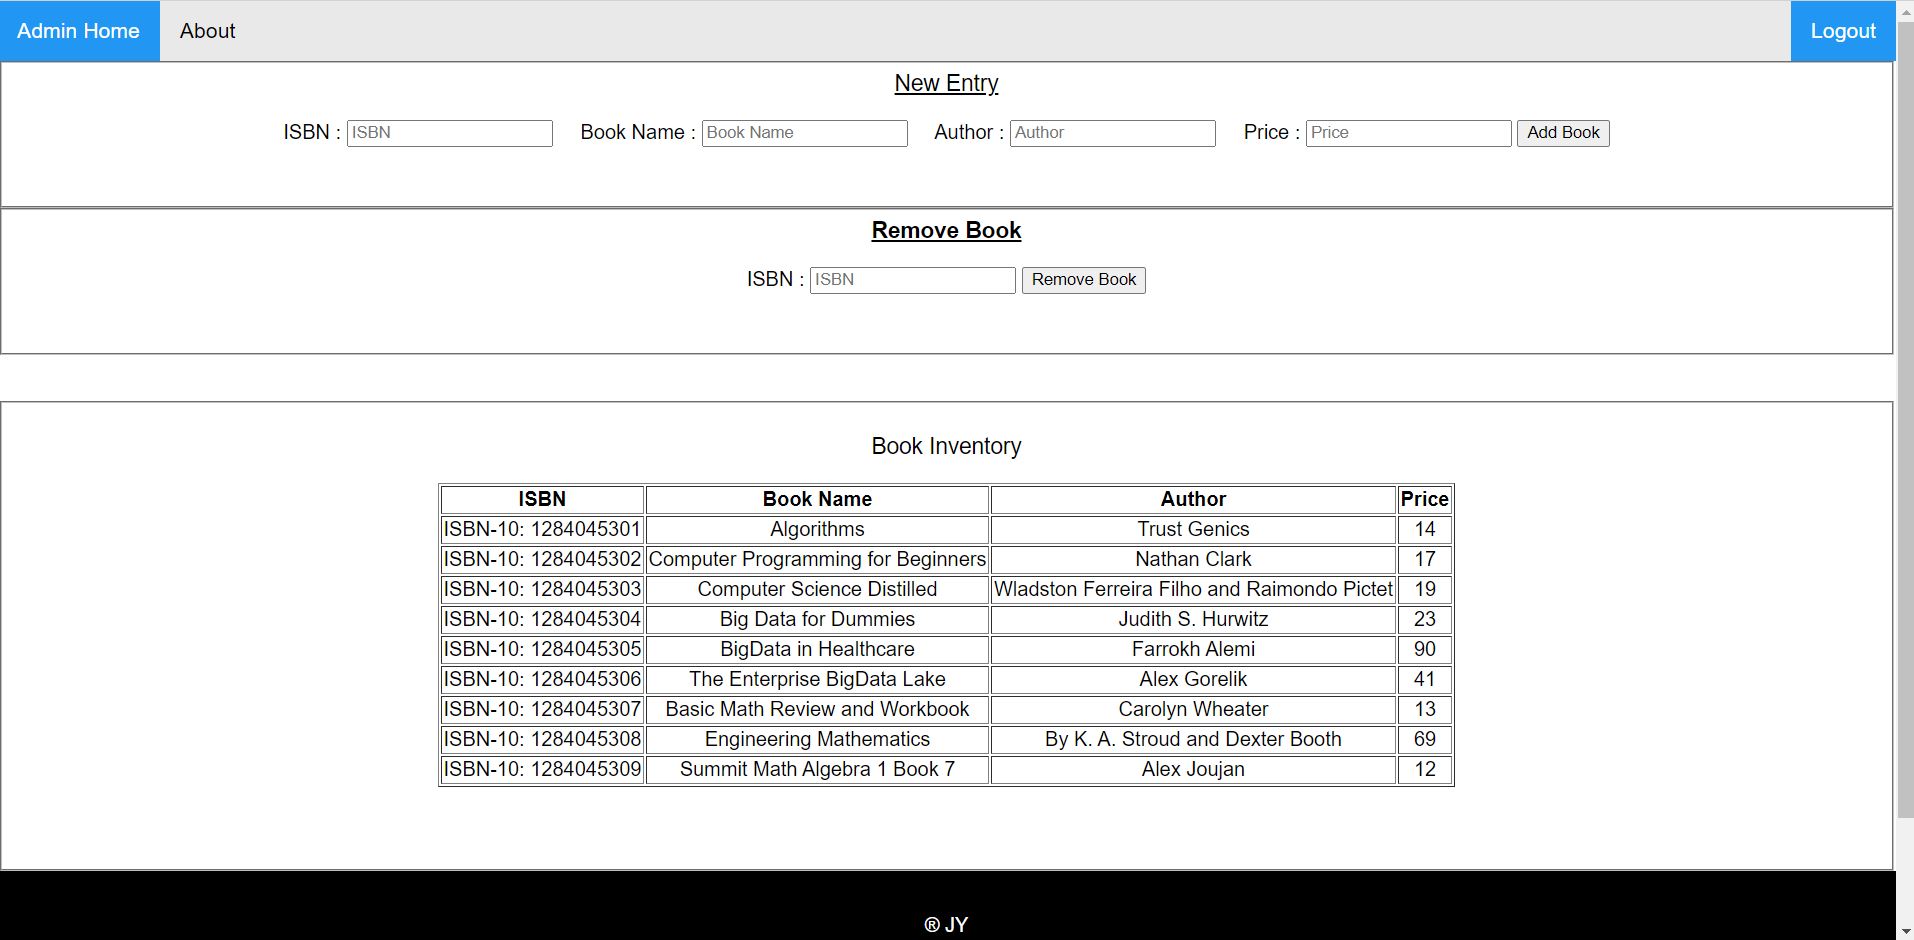 Admin Home About Logout
New Entry
ISBN : ISBN Book Name : Book Name Author : Author Price : Price Add Book
Remove Book
ISBN : ISBN Remove Book
Book Inventory
ISBN Book Name Author Price
ISBN-10: 1284045301 Algorithms Trust Genics 14
ISBN-10: 1284045302 Computer Programming for Beginners Nathan Clark 17
ISBN-10: 1284045303 Computer Science Distilled Wladston Ferreira Filho and Raimondo Pictet 19
ISBN-10: 1284045304 Big Data for Dummies Judith S. Hurwitz 23
ISBN-10: 1284045305 BigData in Healthcare Farrokh Alemi 90
ISBN-10: 1284045306 The Enterprise BigData Lake Alex Gorelik 41
ISBN-10: 1284045307 Basic Math Review and Workbook Carolyn Wheater 13
ISBN-10: 1284045308 Engineering Mathematics By K. A. Stroud and Dexter Booth 69
ISBN-10: 1284045309 Summit Math Algebra 1 Book 7 Alex Joujan 12
® JY